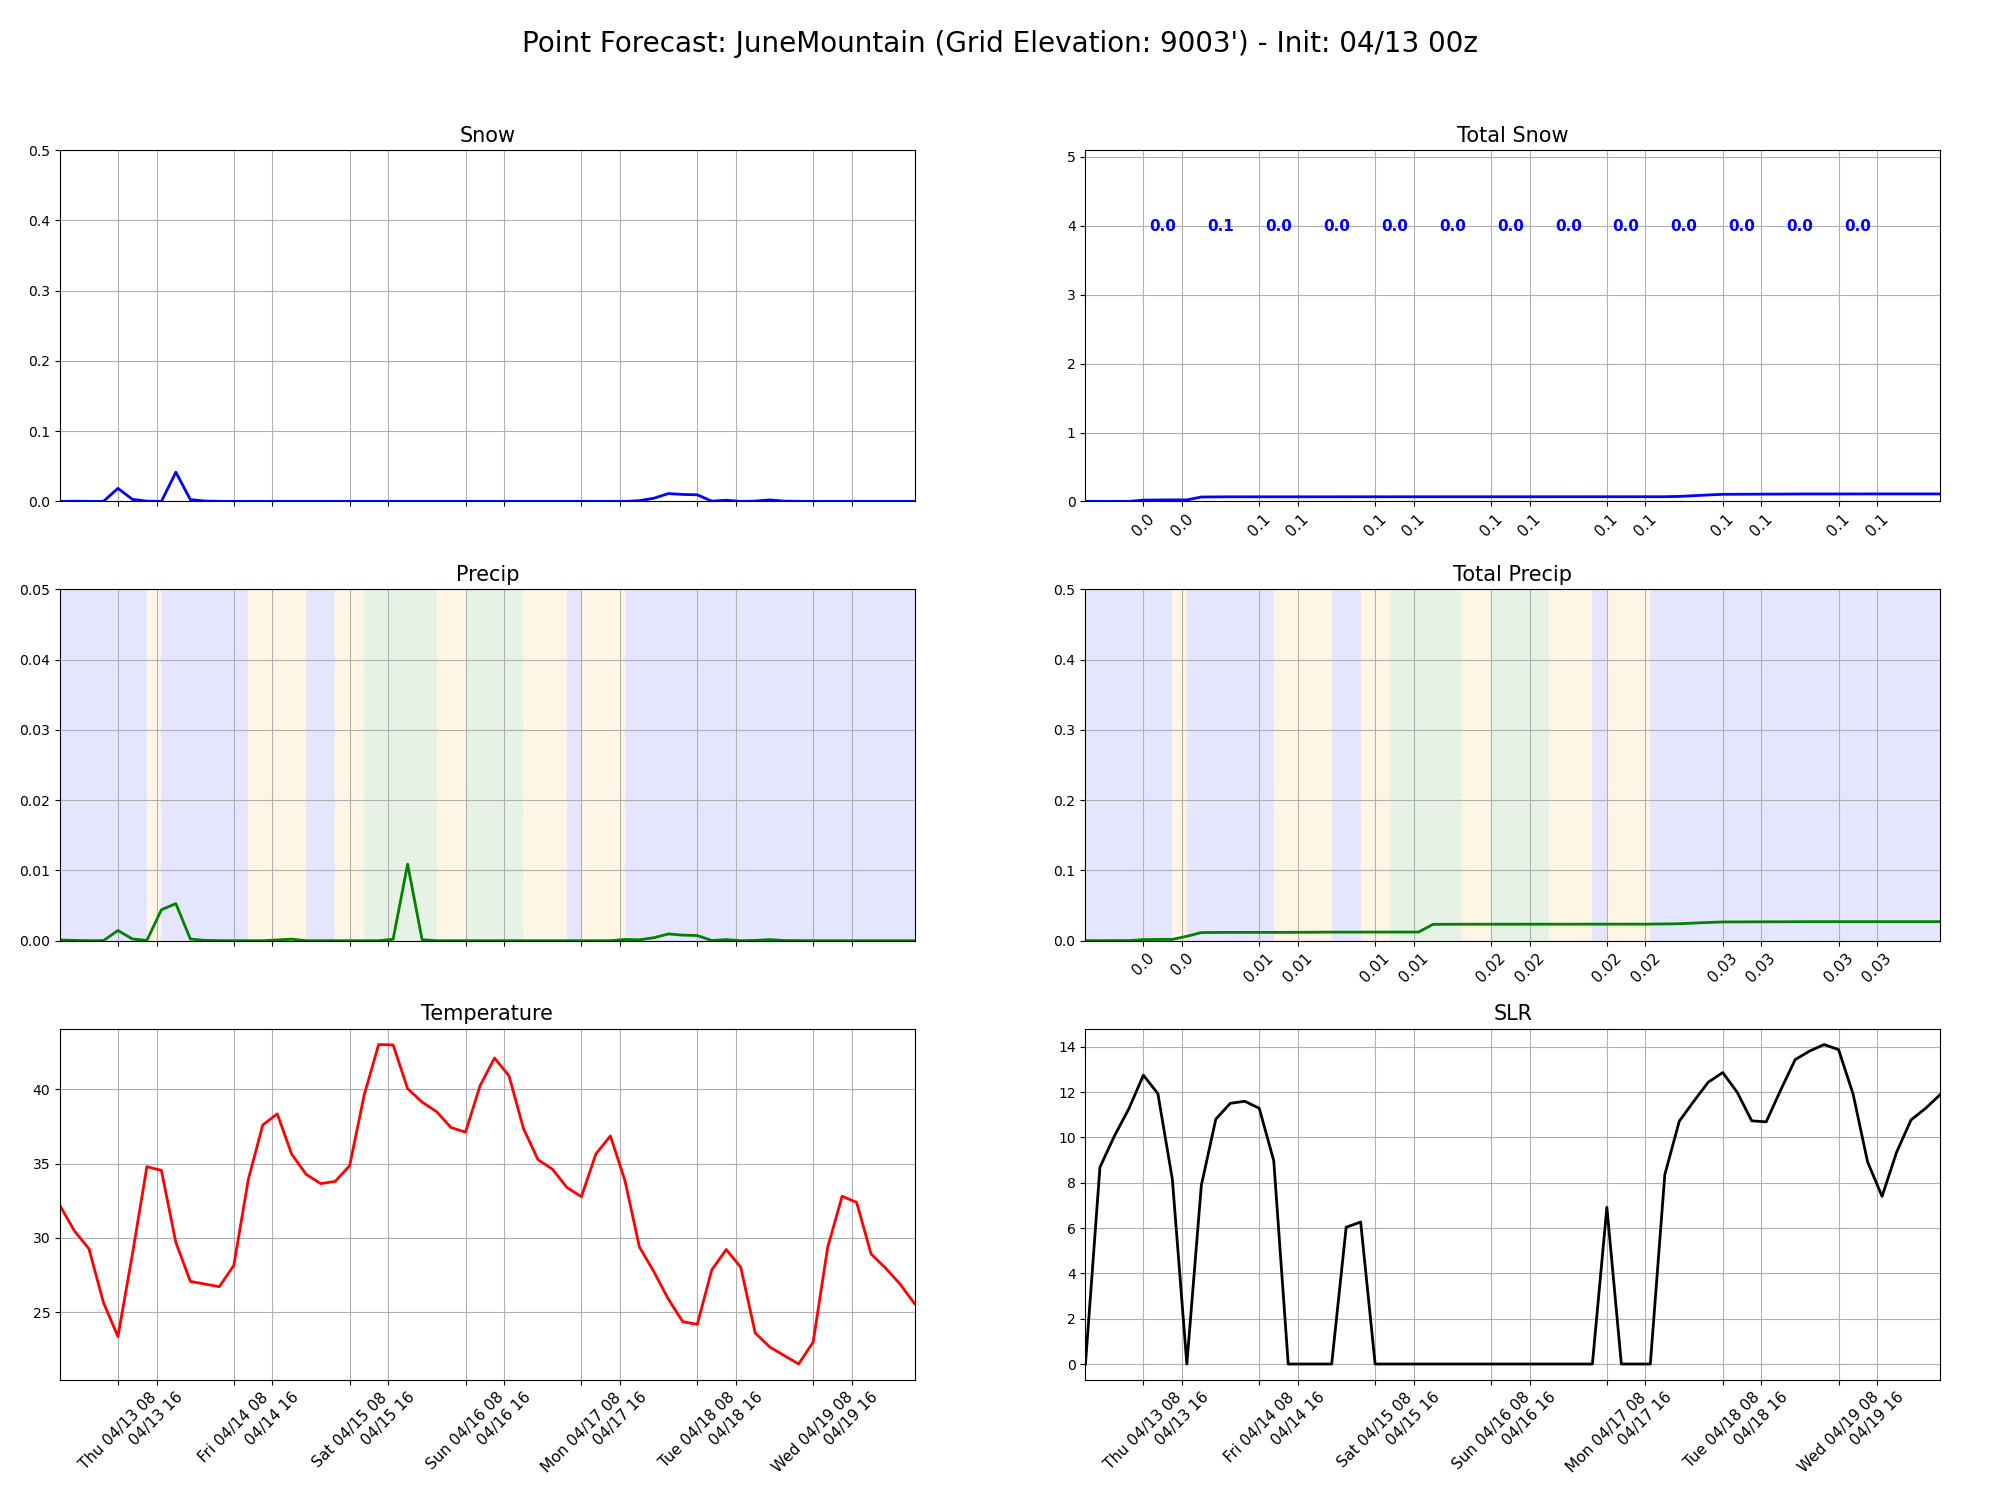 Point Forecast: JuneMountain (Grid Elevation: 9003') - Init: 04/13 00z
Snow
0.5
0.4
0.3
0.2
0.1
0.0
Total Snow
5
4
3
2
1
0
0.0 0.1 0.0 0.0 0.0 0.0 0.0 0.0 0.0 0.0 0.0 0.0 0.0
0.0 0.0 0.1 0.1 0.1 0.1 0.1 0.1 0.1 0.1 0.1 0.1 0.1 0.1
Precip
0.05
0.04
0.03
0.02
0.01
0.00
Total Precip
0.5
0.4
0.3
0.2
0.1
0.0
0.0 0.0 0.01 0.01 0.01 0.01 0.02 0.02 0.02 0.02 0.03 0.03 0.03 0.03
Temperature
40
35
30
25
Thu 04/13 08
04/13 16
Fri 04/14 08
04/14 16
Sat 04/15 08
04/15 16
Sun 04/16 08
04/16 16
Mon 04/17 08
04/17 16
Tue 04/18 08
04/18 16
Wed 04/19 08
04/19 16
SLR
14
12
10
8
6
4
2
0
Thu 04/13 08
04/13 16
Fri 04/14 08
04/14 16
Sat 04/15 08
04/15 16
Sun 04/16 08
04/16 16
Mon 04/17 08
04/17 16
Tue 04/18 08
04/18 16
Wed 04/19 08
04/19 16